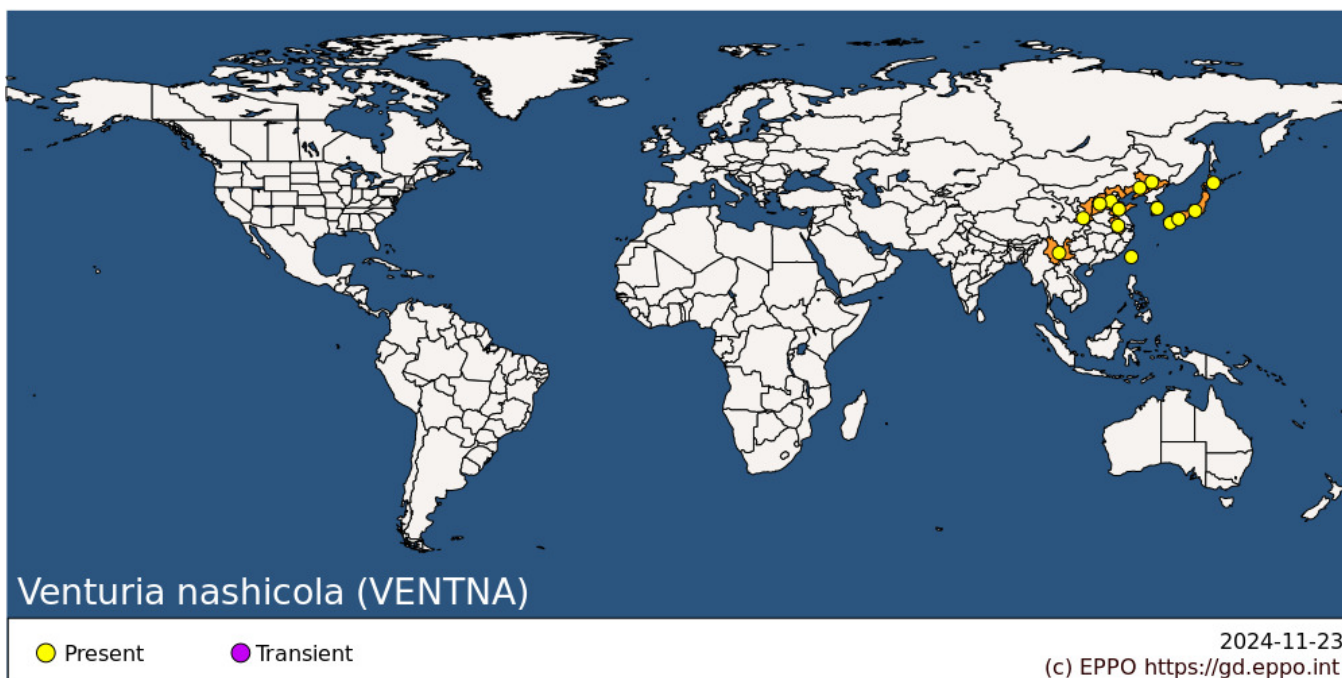 Venturia nashicola (VENTNA)
Present
Transient
2024-11-23
(c) EPPO https://gd.eppo.int